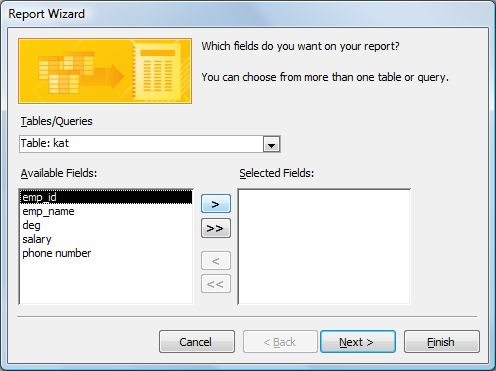 Report Wizard
Which fields do you want on your report?
You can choose from more than one table or query.
Tables/Queries
Table: kat
Available Fields:
Selected Fields:
emp_id
emp_name
deg
salary
phone number
>
>>
<
<<
Cancel
< Back
Next >
Finish